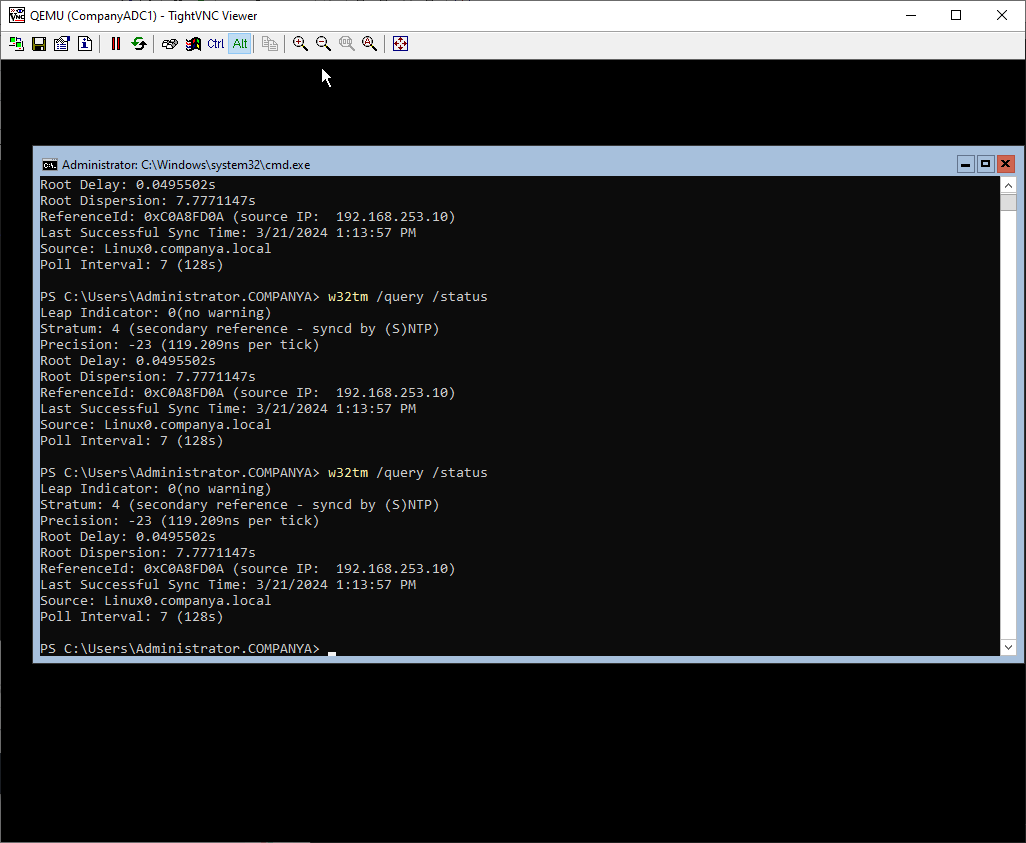 QEMU (CompanyADC1) - TightVNC Viewer
Ctrl Alt
Administrator: C:\Windows\system32\cmd.exe
Root Delay: 0.0495502s
Root Dispersion: 7.7771147s
ReferenceId: 0xC0A8FD0A (source IP:  192.168.253.10)
Last Successful Sync Time: 3/21/2024 1:13:57 PM
Source: Linux0.companya.local
Poll Interval: 7 (128s)
PS C:\Users\Administrator.COMPANYA> w32tm /query /status
Leap Indicator: 0(no warning)
Stratum: 4 (secondary reference - syncd by (S)NTP)
Precision: -23 (119.209ns per tick)
Root Delay: 0.0495502s
Root Dispersion: 7.7771147s
ReferenceId: 0xC0A8FD0A (source IP:  192.168.253.10)
Last Successful Sync Time: 3/21/2024 1:13:57 PM
Source: Linux0.companya.local
Poll Interval: 7 (128s)
PS C:\Users\Administrator.COMPANYA> w32tm /query /status
Leap Indicator: 0(no warning)
Stratum: 4 (secondary reference - syncd by (S)NTP)
Precision: -23 (119.209ns per tick)
Root Delay: 0.0495502s
Root Dispersion: 7.7771147s
ReferenceId: 0xC0A8FD0A (source IP:  192.168.253.10)
Last Successful Sync Time: 3/21/2024 1:13:57 PM
Source: Linux0.companya.local
Poll Interval: 7 (128s)
PS C:\Users\Administrator.COMPANYA>